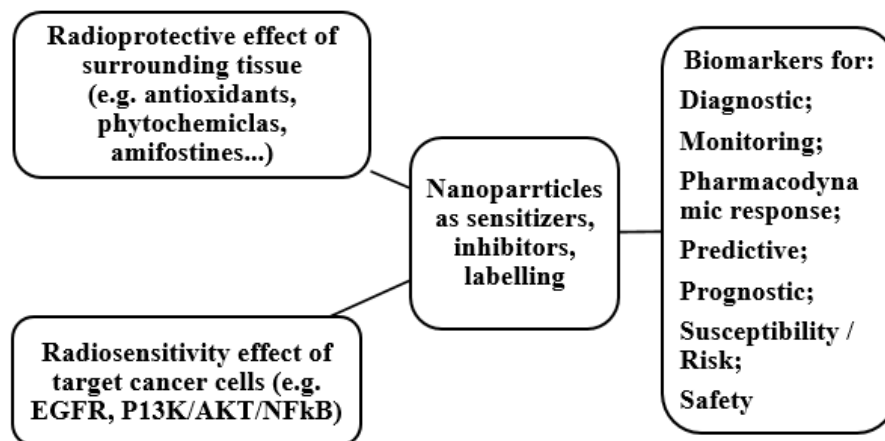 Radioprotective effect of
surrounding tissue
(e.g. antioxidants,
phytochemiclas,
amifostines...)
Radiosensitivity effect of
target cancer cells (e.g.
EGFR, P13K/AKT/NFkB)
Nanoparrticles
as sensitizers,
inhibitors,
labelling
Biomarkers for:
Diagnostic;
Monitoring;
Pharmacodyna
mic response;
Predictive;
Prognostic;
Susceptibility /
Risk;
Safety